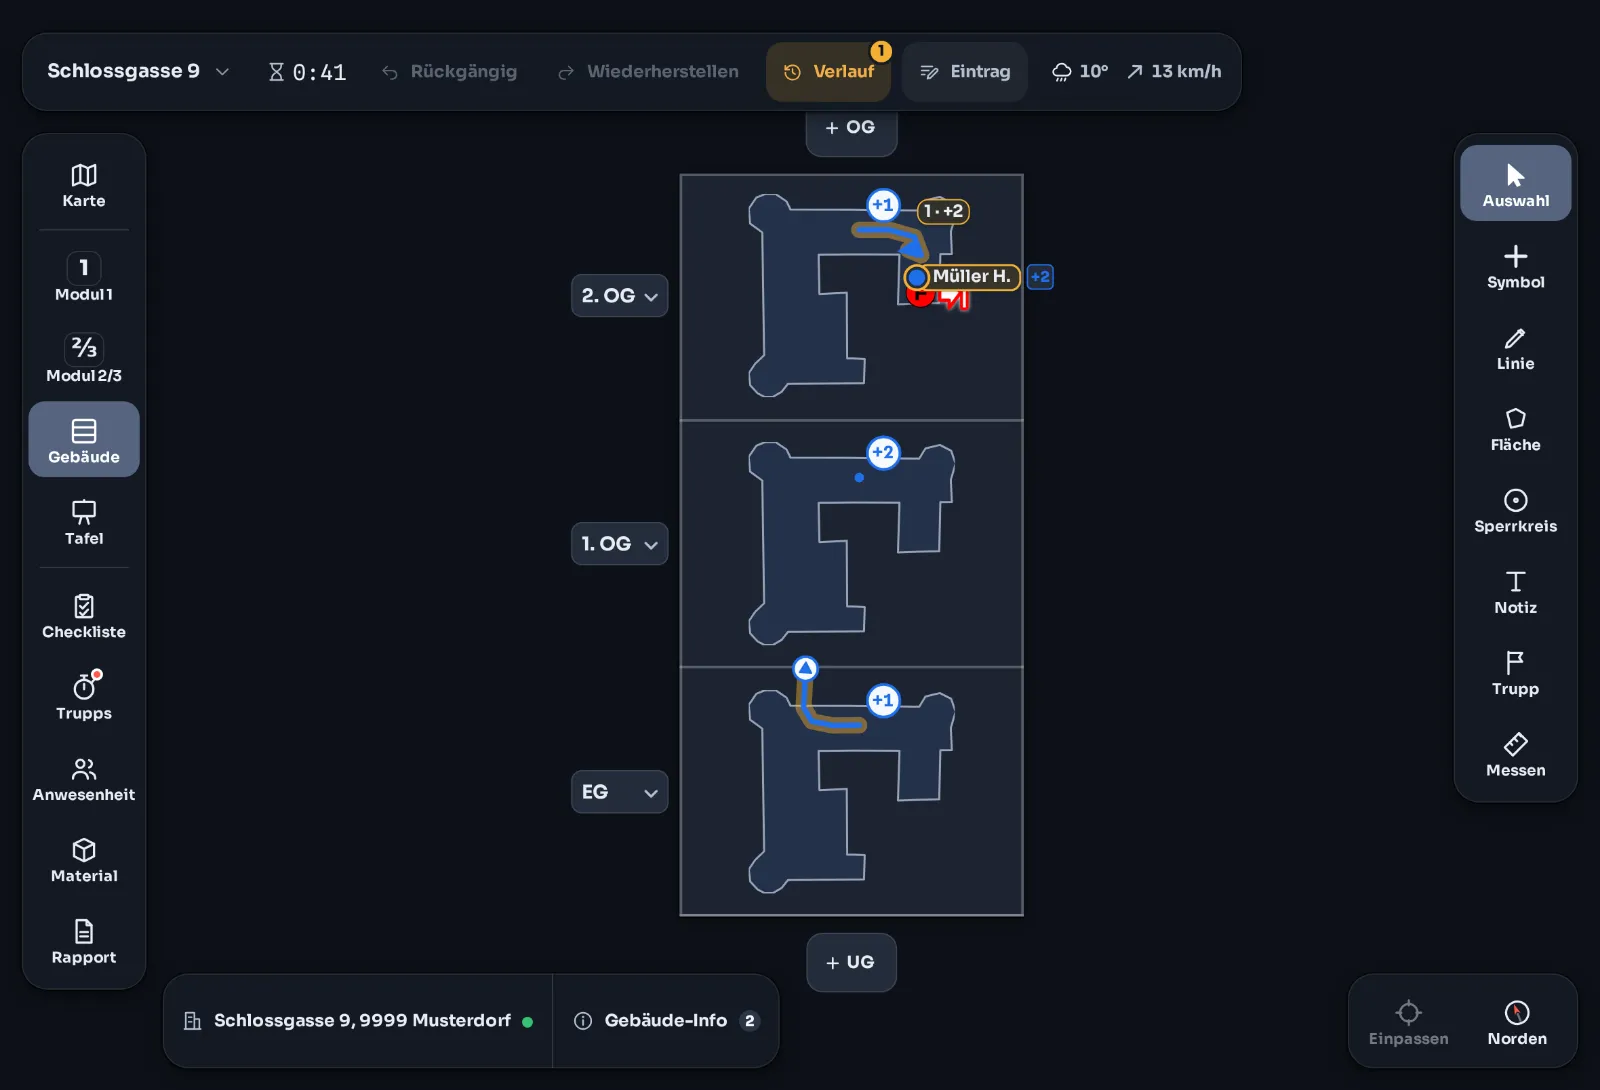 Schlossgasse 9
0:41
Rückgängig
Wiederherstellen
Verlauf
1
Eintrag
10°
13 km/h
Karte
1
Modul 1
⅔
Modul 2/3
Gebäude
Tafel
Checkliste
Trupps
Anwesenheit
Material
Rapport
+ OG
2. OG
+1
1 · +2
Müller H.
+2
1. OG
+2
EG
+1
+ UG
Auswahl
Symbol
Linie
Fläche
Sperrkreis
Notiz
Trupp
Messen
Schlossgasse 9, 9999 Musterdorf
Gebäude-Info
2
Einpassen
Norden